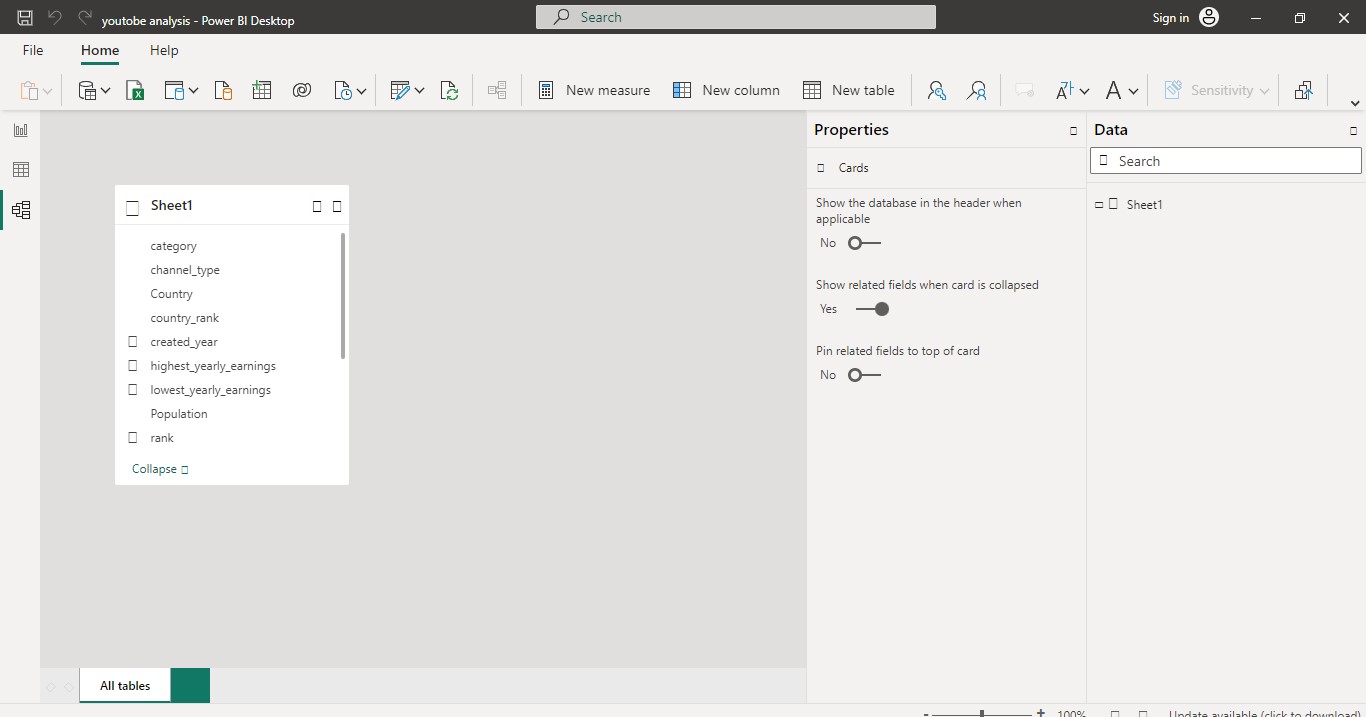 youtobe analysis - Power BI Desktop
Search
Sign in
File
Home
Help
New measure
New column
New table
Sensitivity
Sheet1
category
channel_type
Country
country_rank
created_year
highest_yearly_earnings
lowest_yearly_earnings
Population
rank
Collapse
All tables
Properties
Cards
Show the database in the header when
applicable
No
Show related fields when card is collapsed
Yes
Pin related fields to top of card
No
Data
Search
Sheet1
100%
Update available (click to download)